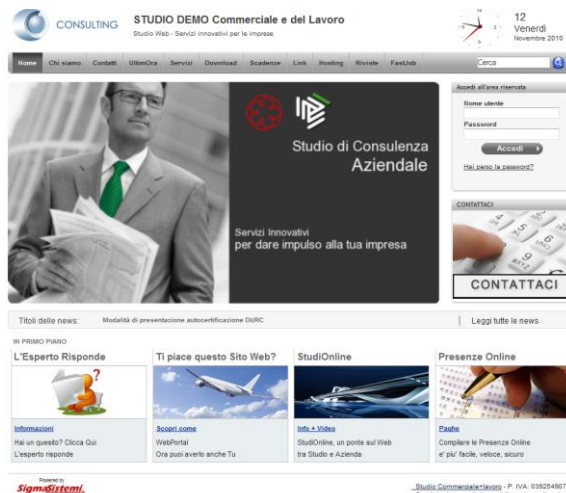 CONSULTING
STUDIO DEMO Commerciale e del Lavoro
Studio Web - Servizi innovativi per le imprese
12
Venerdì
Novembre 2010
Home Chi siamo Contatti UltimOra Servizi Download Scadenze Link Hosting Riviste FastJob Cerca
Studio di Consulenza
Aziendale
Servizi Innovativi
per dare impulso alla tua impresa
Accedi all'area riservata
Nome utente
Password
Accedi
Hai perso la password?
CONTATTACI
CONTATTACI
Titoli delle news: Modalità di presentazione autocertificazione DURC Leggi tutte le news
IN PRIMO PIANO
L'Esperto Risponde
Informazioni
Hai un quesito? Clicca Qui
L'esperto risponde
Ti piace questo Sito Web?
Scopri come
WebPortal
Ora puoi averlo anche Tu
StudiOnline
Info + Video
StudiOnline, un ponte sul Web
tra Studio e Azienda
Presenze Online
Paghe
Compilare le Presenze Online
e' piu' facile, veloce, sicuro
Powered by
SigmaSistemi
Studio Commerciale+lavoro - P. IVA: 039254907